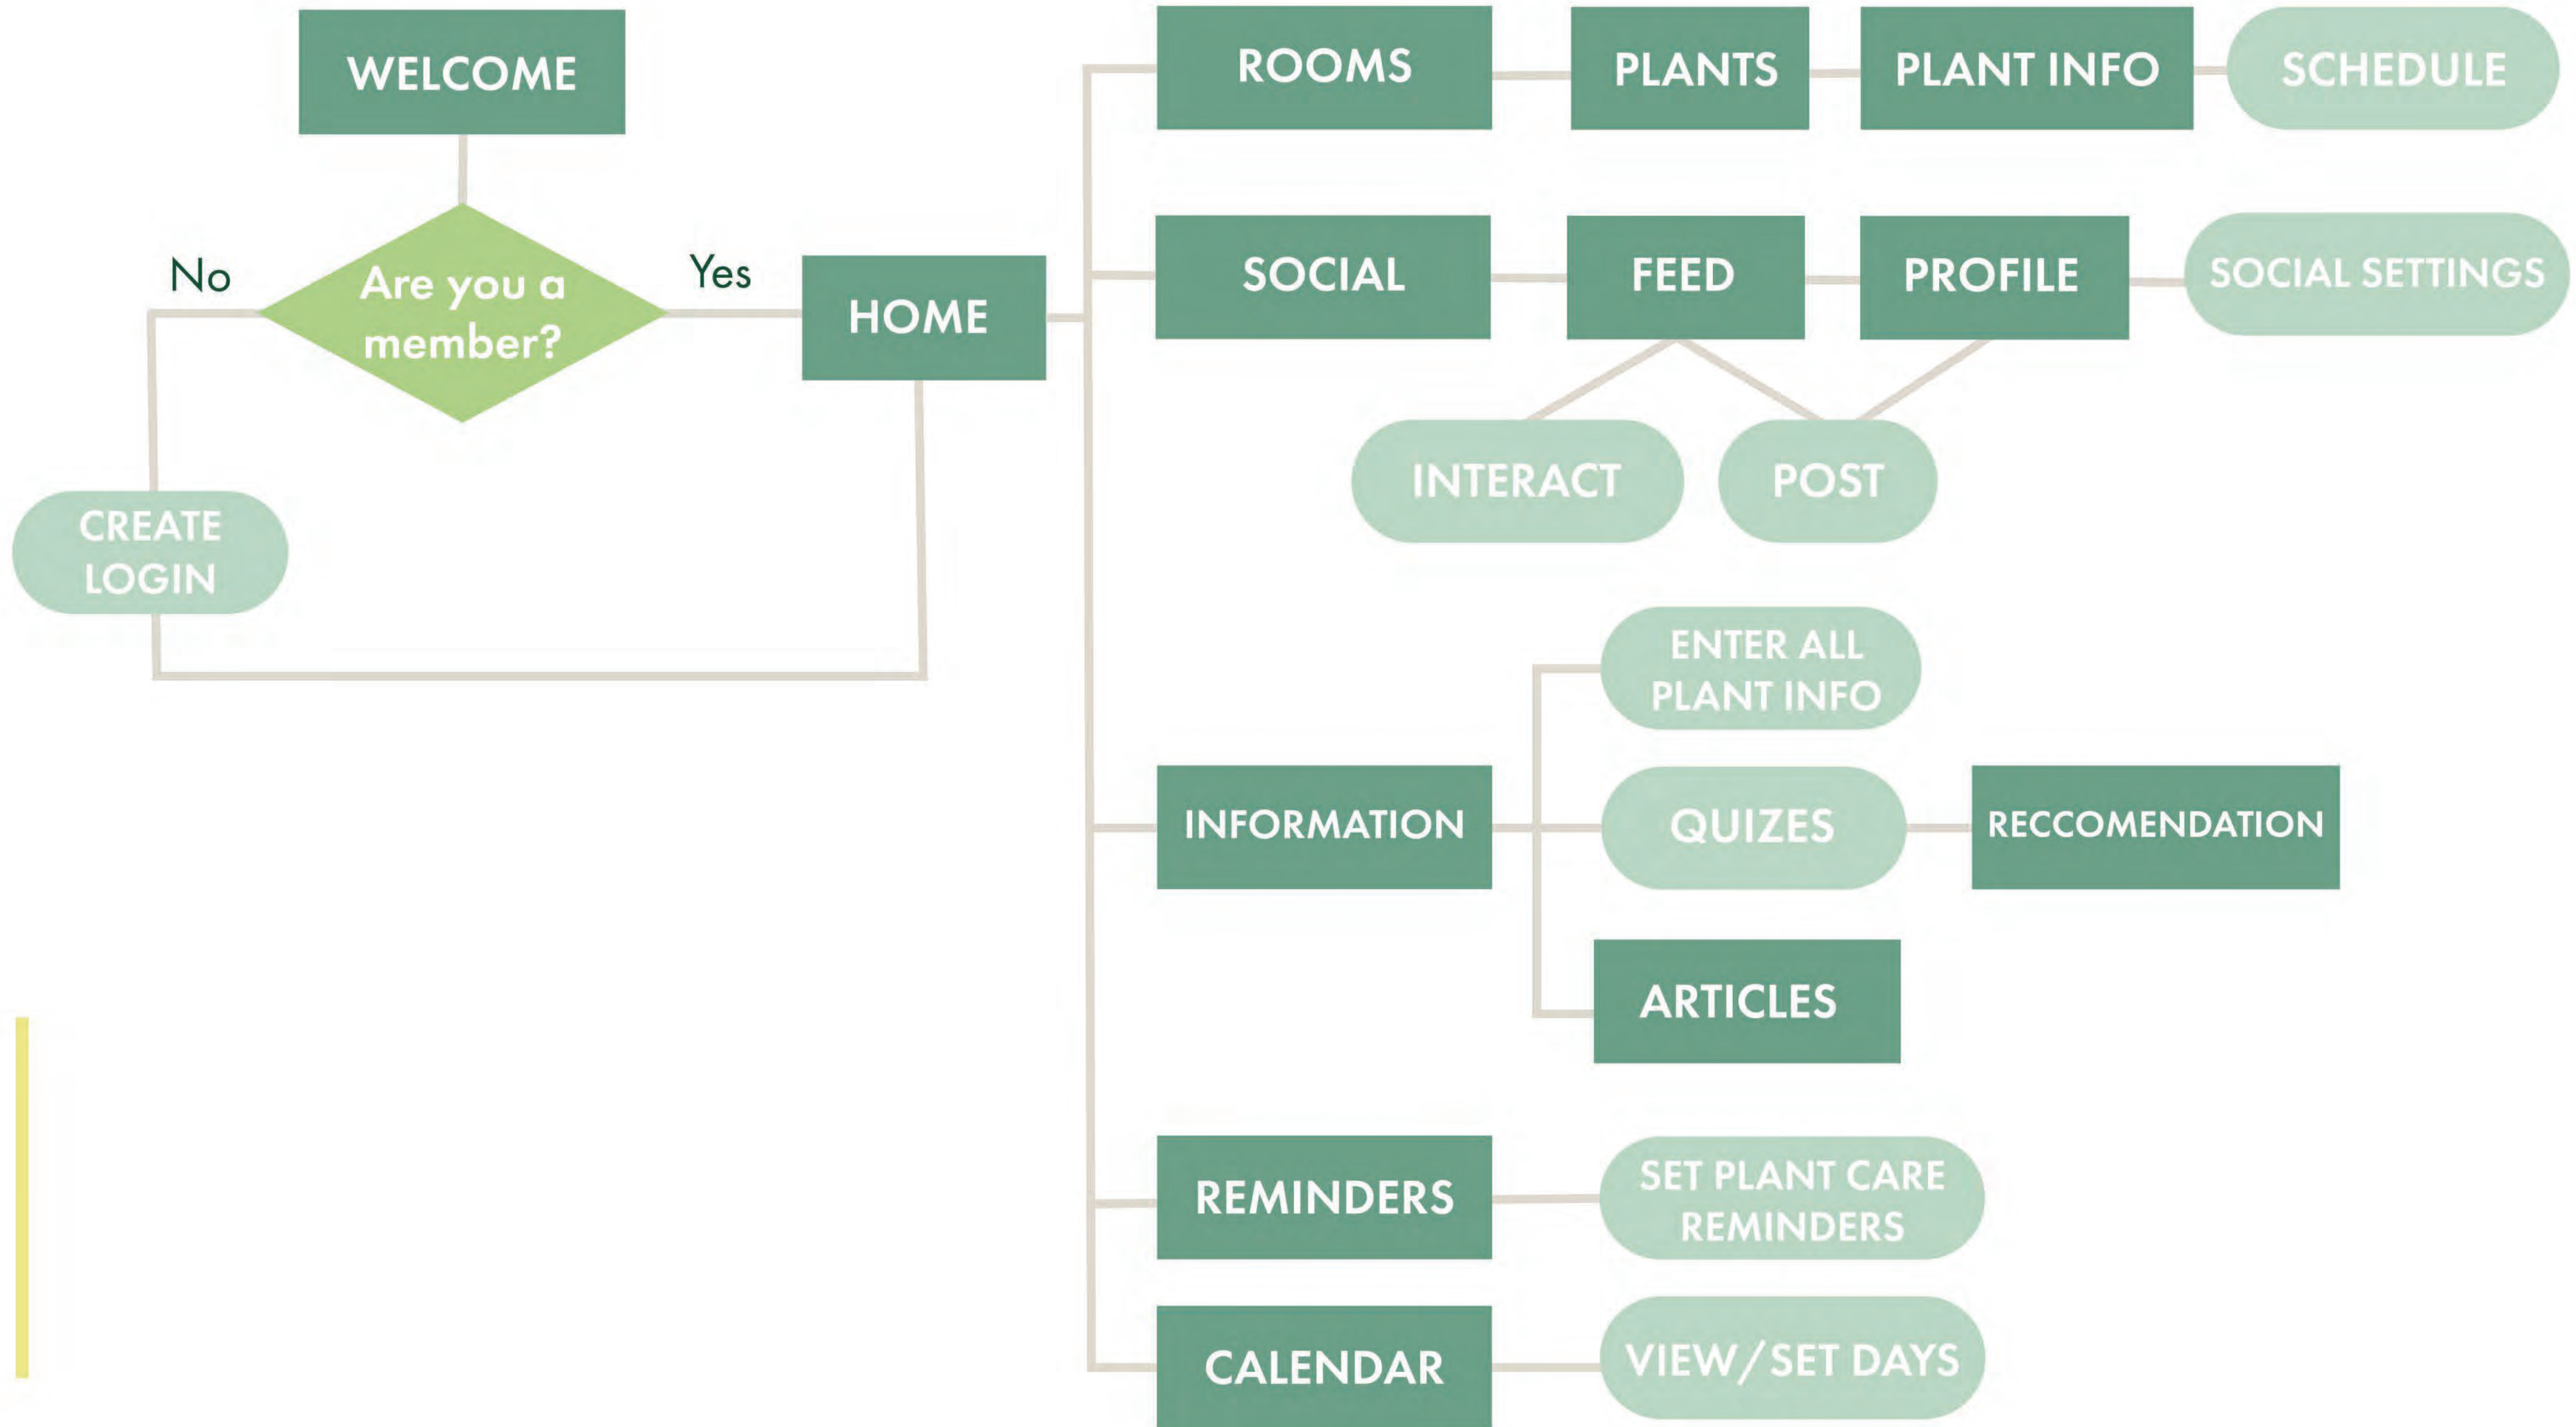 WELCOME
Are you a
member?
No
Yes
CREATE
LOGIN
HOME
ROOMS
PLANTS
PLANT INFO
SCHEDULE
SOCIAL
FEED
PROFILE
SOCIAL SETTINGS
INTERACT
POST
INFORMATION
ENTER ALL
PLANT INFO
QUIZES
RECCOMENDATION
ARTICLES
REMINDERS
SET PLANT CARE
REMINDERS
CALENDAR
VIEW/SET DAYS